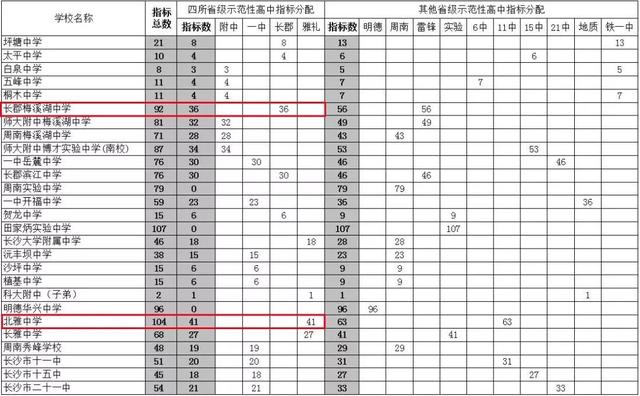 学校名称 指标总数 四所省级示范性高中指标分配 其他省级示范性高中指标分配
指标数 附中 一中 长郡 雅礼 指标数 明德 周南 雷锋 实验 6中 11中 15中 21中 地质 铁一中
坪塘中学 21 8 8 13 13
太平中学 10 4 4 6 6
白泉中学 8 3 3 5 5
五峰中学 11 4 4 7 7
桐木中学 11 4 4 7 7
长郡梅溪湖中学 92 36 36 56 56
师大附中梅溪湖中学 81 32 32 49 49
周南梅溪湖中学 71 28 28 43 43
师大附中博才实验中学(南校) 87 34 34 53 53
一中岳麓中学 76 30 30 46 46
长郡滨江中学 76 30 30 46 46
周南实验中学 79 0 79 79
一中开福中学 59 23 23 36 36
贺龙中学 15 6 6 9 9
田家炳实验中学 107 0 107 107
长沙大学附属中学 46 18 18 28 28
沅丰坝中学 38 15 15 23 23
沙坪中学 15 6 6 9 9
植基中学 15 6 6 9 9
科大附中（子弟） 2 1 1 1 1
明德华兴中学 96 0 96 96
北雅中学 104 41 41 63 63
长雅中学 68 27 27 41 41
周南秀峰学校 48 19 19 29 29
长沙市十一中 51 20 20 31 31
长沙市十五中 45 18 18 27 27
长沙市二十一中 54 21 21 33 33